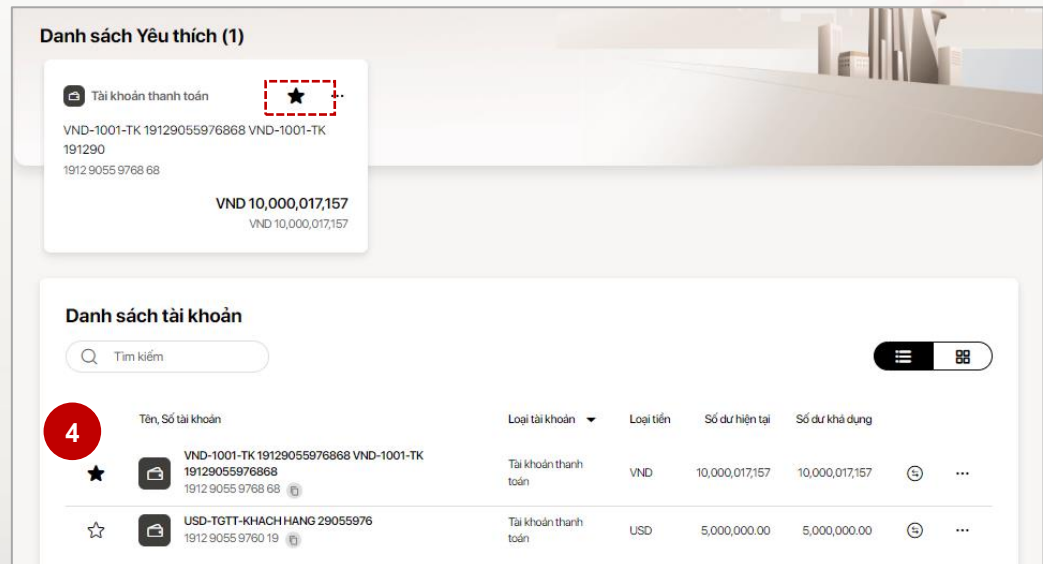 Danh sách Yêu thích (1)
Tài khoản thanh toán
VND-1001-TK 19129055976868 VND-1001-TK
191290
1912 9055 9768 68
VND 10,000,017,157
VND 10,000,017,157
Danh sách tài khoản
Tìm kiếm
4
Tên, Số tài khoản Loại tài khoản Loại tiền Số dư hiện tại Số dư khả dụng
VND-1001-TK 19129055976868 VND-1001-TK
19129055976868
1912 9055 9768 68
Tài khoản thanh
toán
VND 10,000,017,157 10,000,017,157
USD-TGTT-KHACH HANG 29055976
1912 9055 9760 19
Tài khoản thanh
toán
USD 5,000,000.00 5,000,000.00